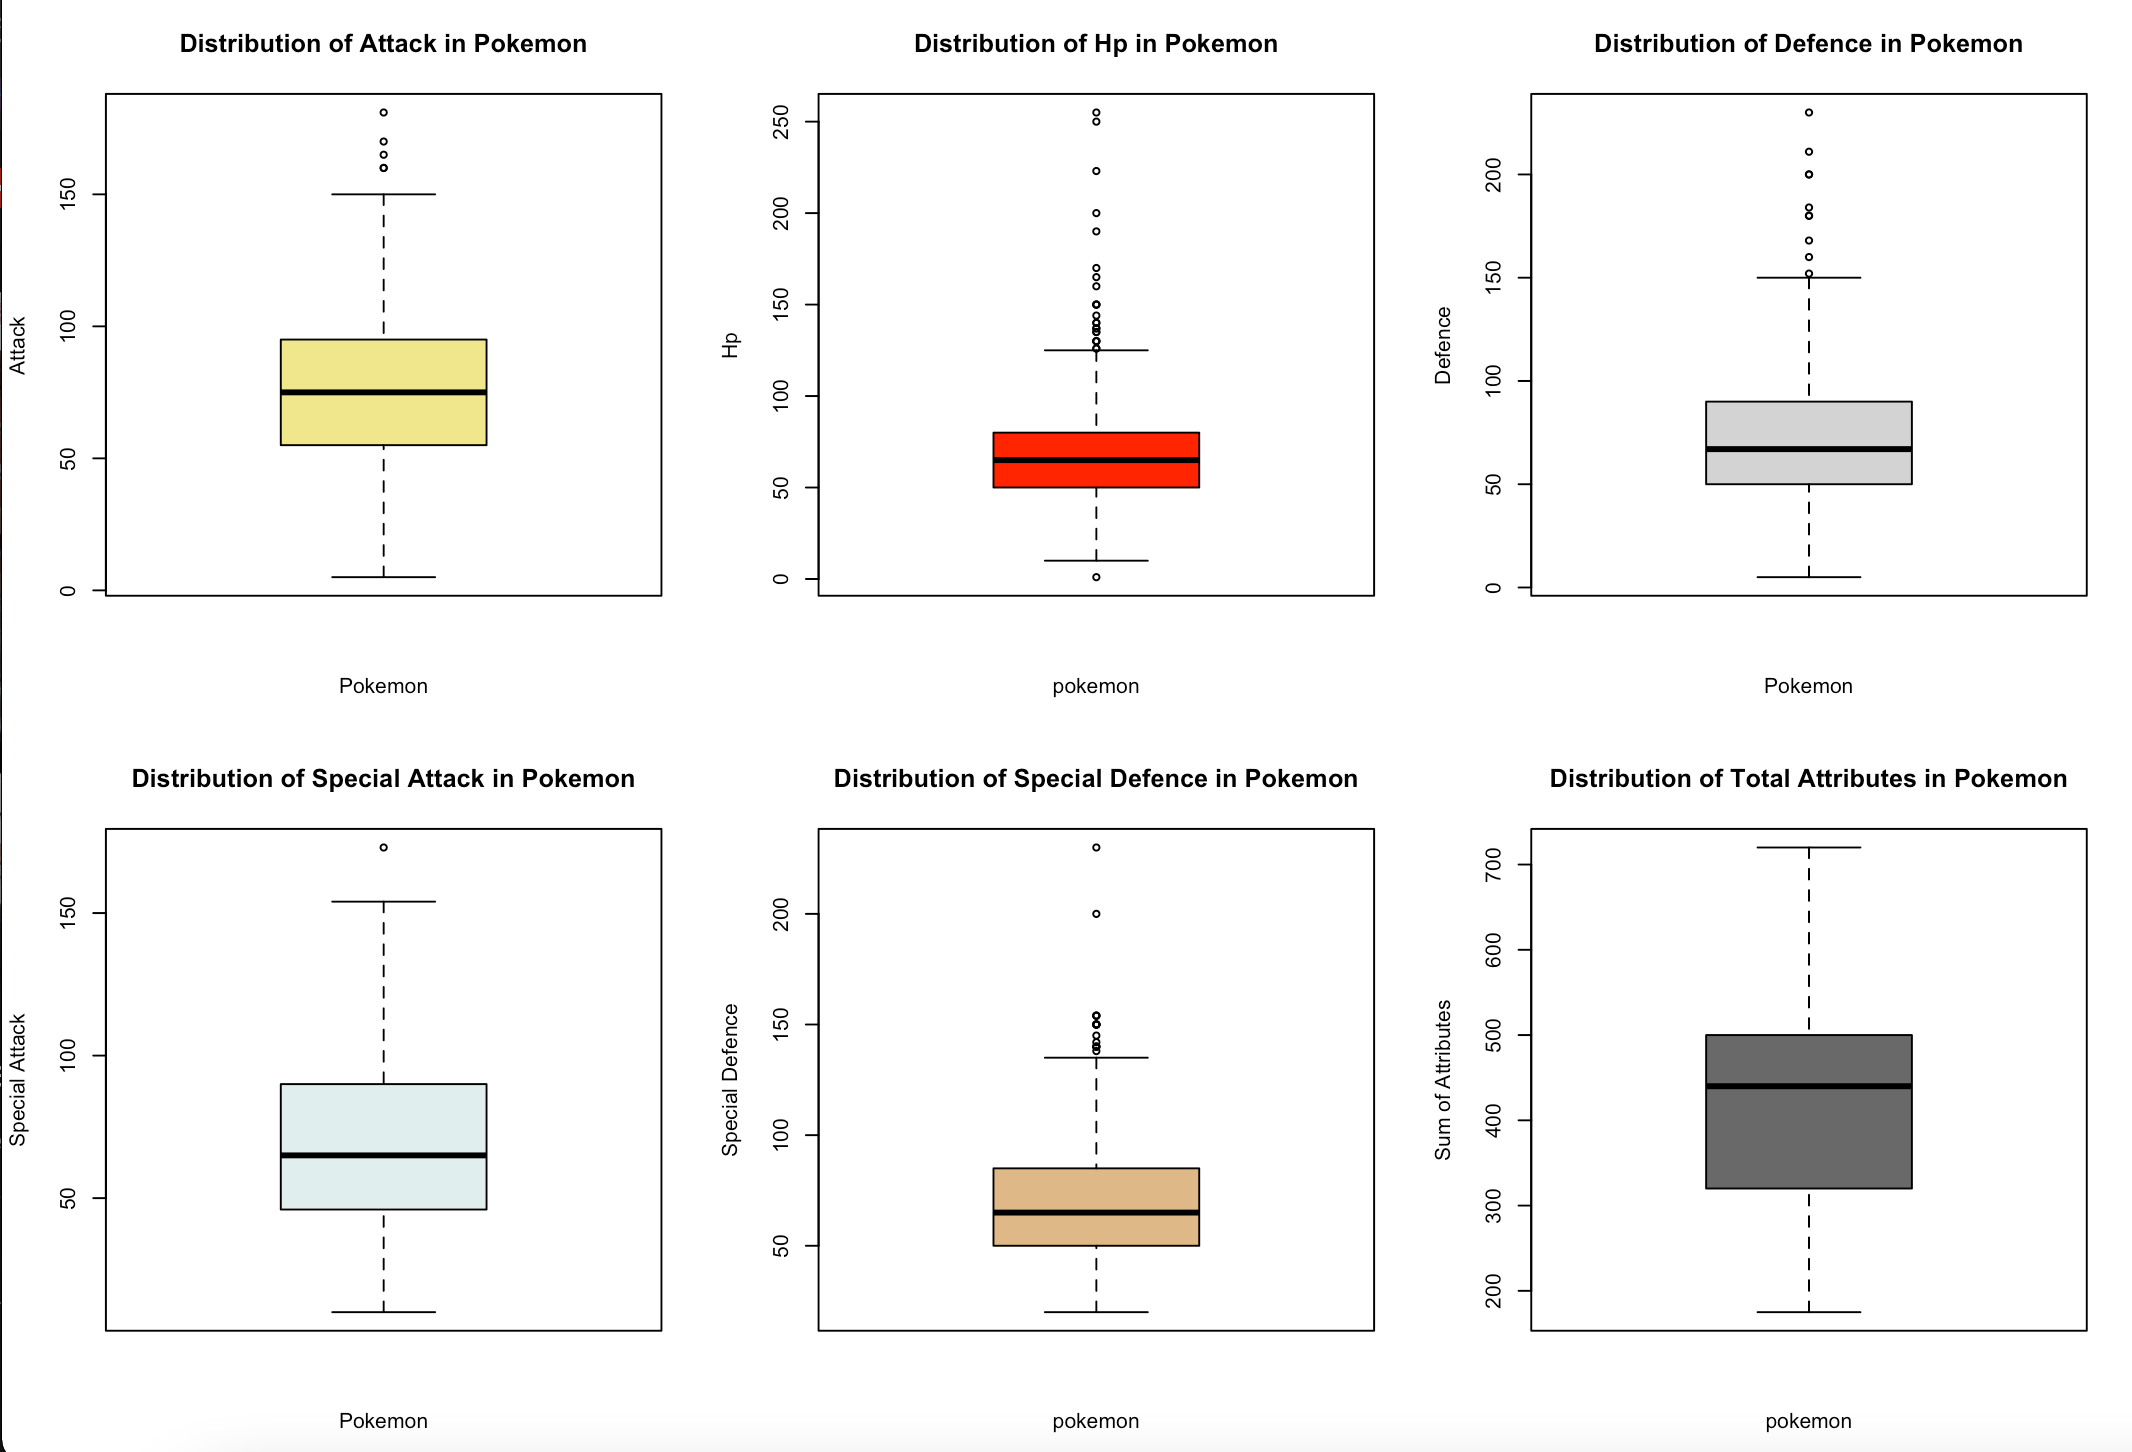 Distribution of Attack in Pokemon
Attack
150
100
50
0
Pokemon
Distribution of Hp in Pokemon
Hp
250
200
150
100
50
0
pokemon
Distribution of Defence in Pokemon
Defence
200
150
100
50
0
Pokemon
Distribution of Special Attack in Pokemon
Special Attack
150
100
50
Pokemon
Distribution of Special Defence in Pokemon
Special Defence
200
150
100
50
pokemon
Distribution of Total Attributes in Pokemon
Sum of Attributes
700
600
500
400
300
200
pokemon